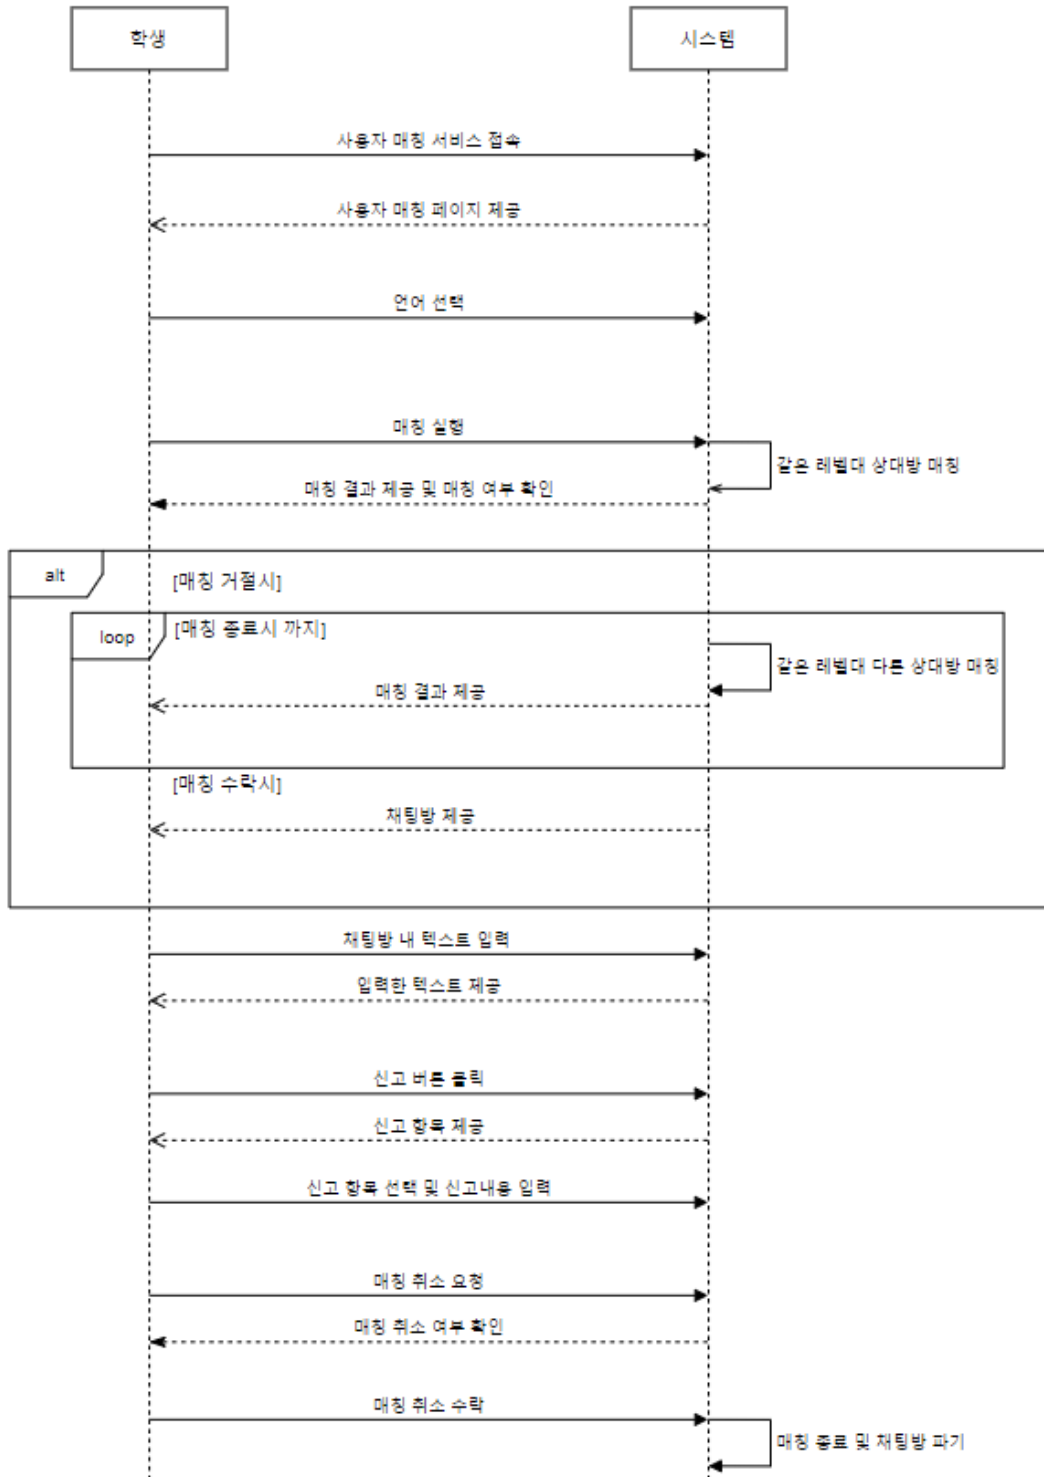 학생
시스템
사용자 매칭 서비스 접속
사용자 매칭 페이지 제공
언어 선택
매칭 실행
같은 레벨대 상대방 매칭
매칭 결과 제공 및 매칭 여부 확인
alt
[매칭 거절시]
loop
[매칭 종료시 까지]
같은 레벨대 다른 상대방 매칭
매칭 결과 제공
[매칭 수락시]
채팅방 제공
채팅방 내 텍스트 입력
입력한 텍스트 제공
신고 버튼 클릭
신고 항목 제공
신고 항목 선택 및 신고내용 입력
매칭 취소 요청
매칭 취소 여부 확인
매칭 취소 수락
매칭 종료 및 채팅방 파기